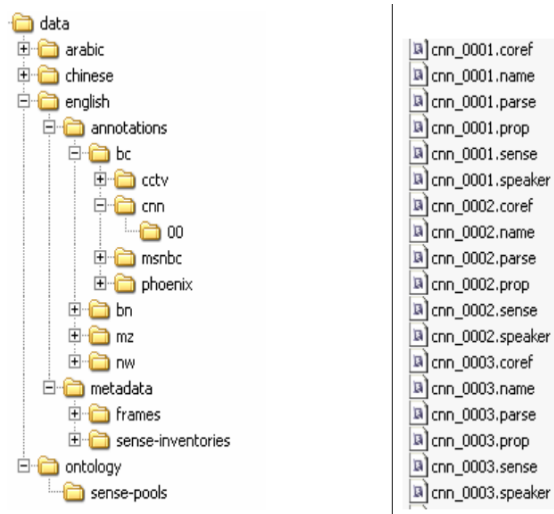 data
arabic
chinese
english
annotations
bc
cctv
cnn
00
msnbc
phoenix
bn
mz
nw
metadata
frames
sense-inventories
ontology
sense-pools
cnn_0001.coref
cnn_0001.name
cnn_0001.parse
cnn_0001.prop
cnn_0001.sense
cnn_0001.speaker
cnn_0002.coref
cnn_0002.name
cnn_0002.parse
cnn_0002.prop
cnn_0002.sense
cnn_0002.speaker
cnn_0003.coref
cnn_0003.name
cnn_0003.parse
cnn_0003.prop
cnn_0003.sense
cnn_0003.speaker